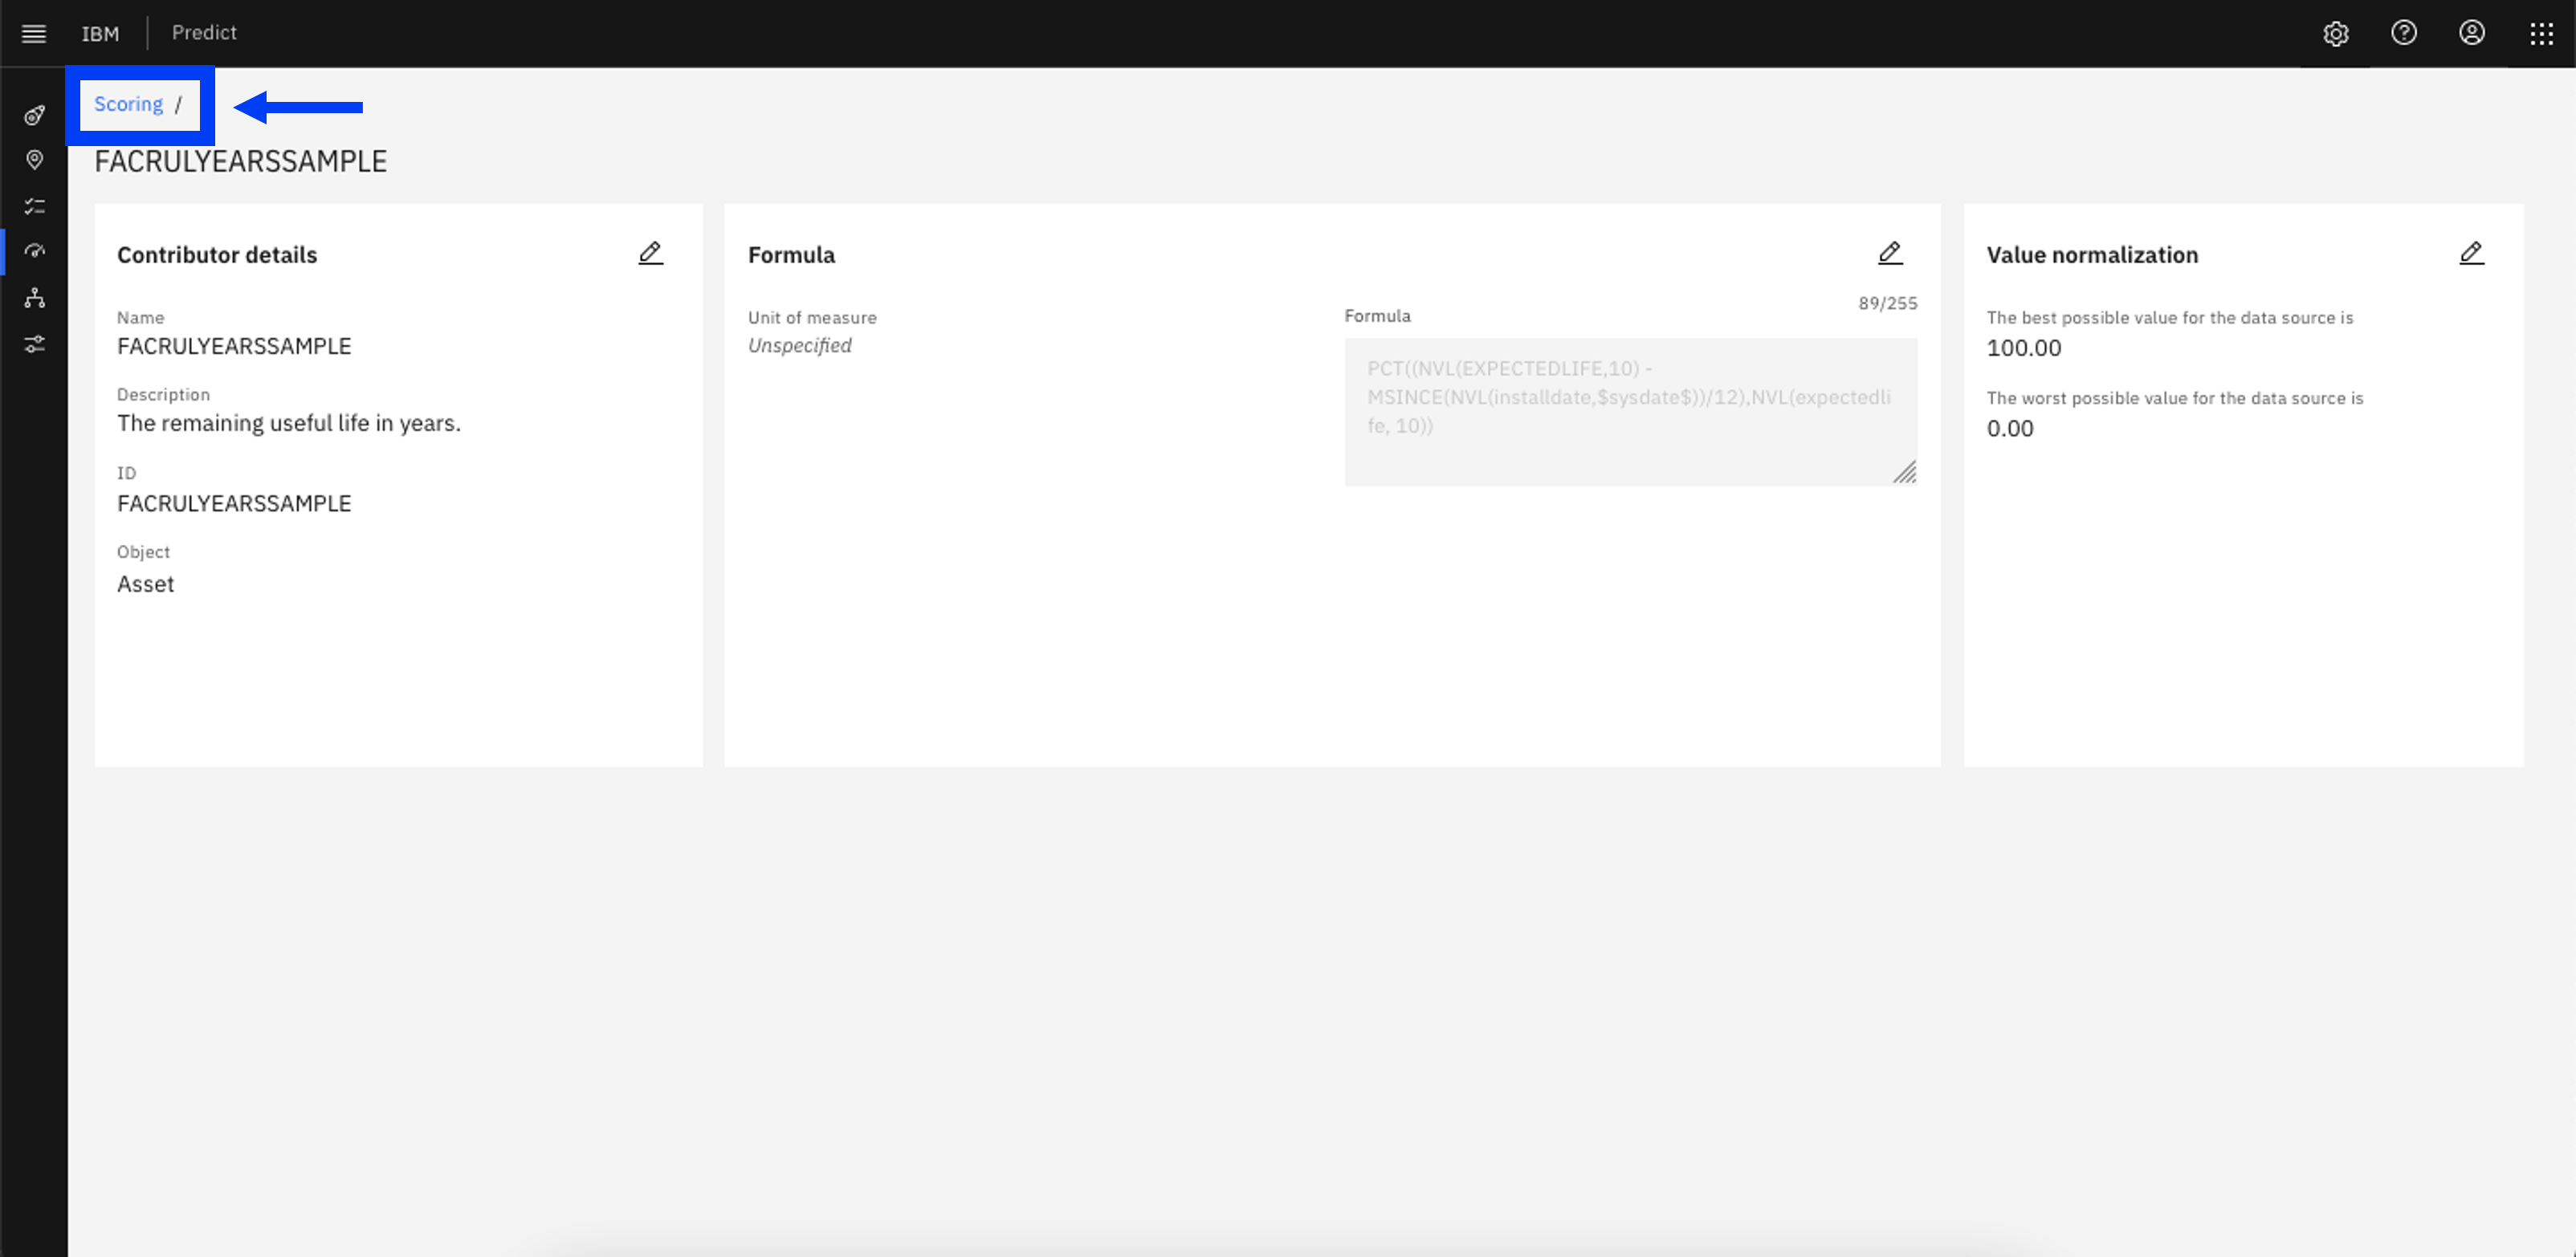 IBM
Predict
Scoring /
FACRULYEARSSAMPLE
Contributor details
Name
FACRULYEARSSAMPLE
Description
The remaining useful life in years.
ID
FACRULYEARSSAMPLE
Object
Asset
Formula
Unit of measure
Unspecified
Formula
89/255
PCT((NVL(EXPECTEDLIFE,10) -
MSINCE(NVL(installdate,$sysdate$))/12),NVL(expectedli
fe, 10))
Value normalization
The best possible value for the data source is
100.00
The worst possible value for the data source is
0.00